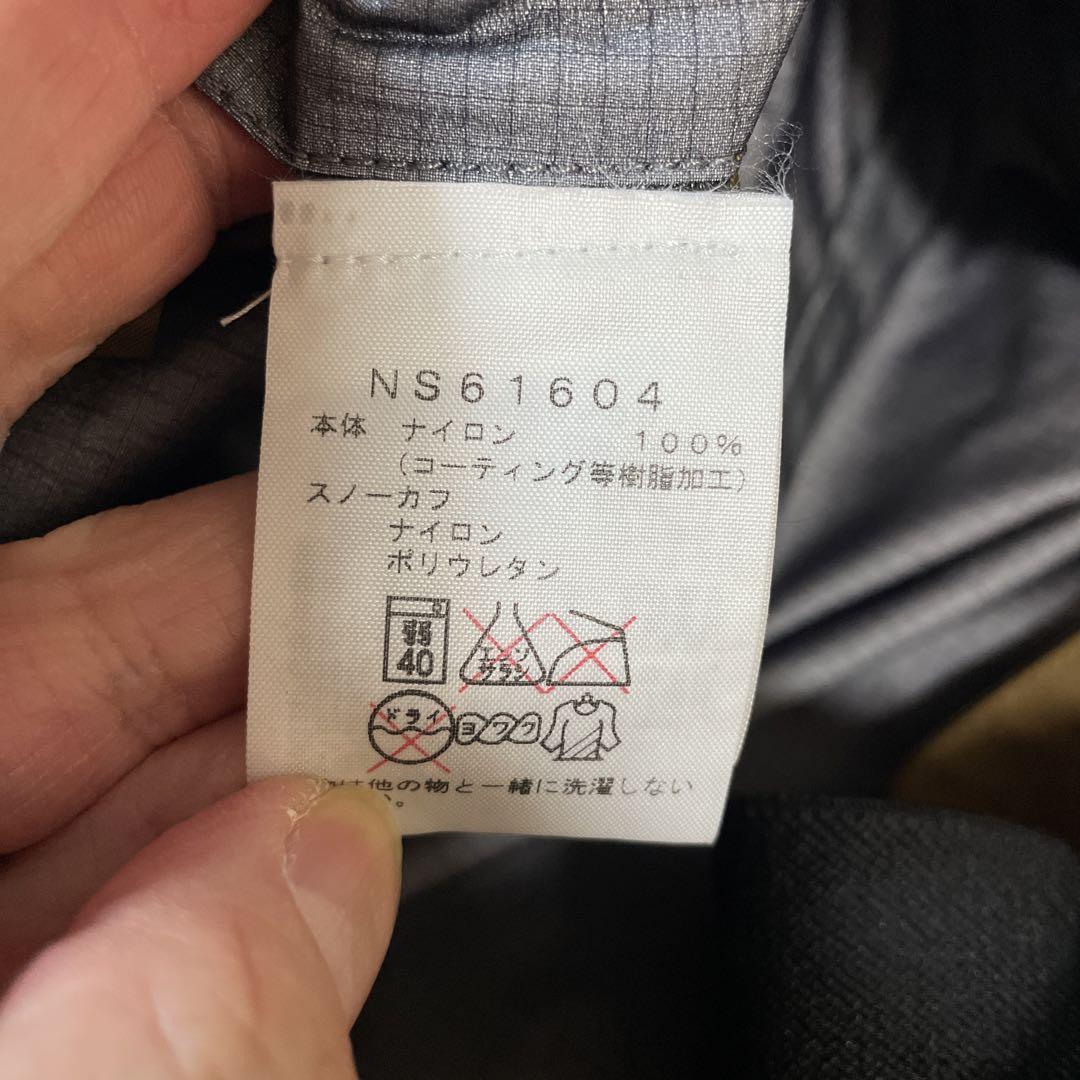 NS61604
本体 ナイロン 100%
(コーティング等樹脂加工)
スノーカフ
ナイロン
ポリウレタン
弱
40
エンソ
サラシ
ドライ
ヨワク
は他の物と一緒に洗濯しない
い。